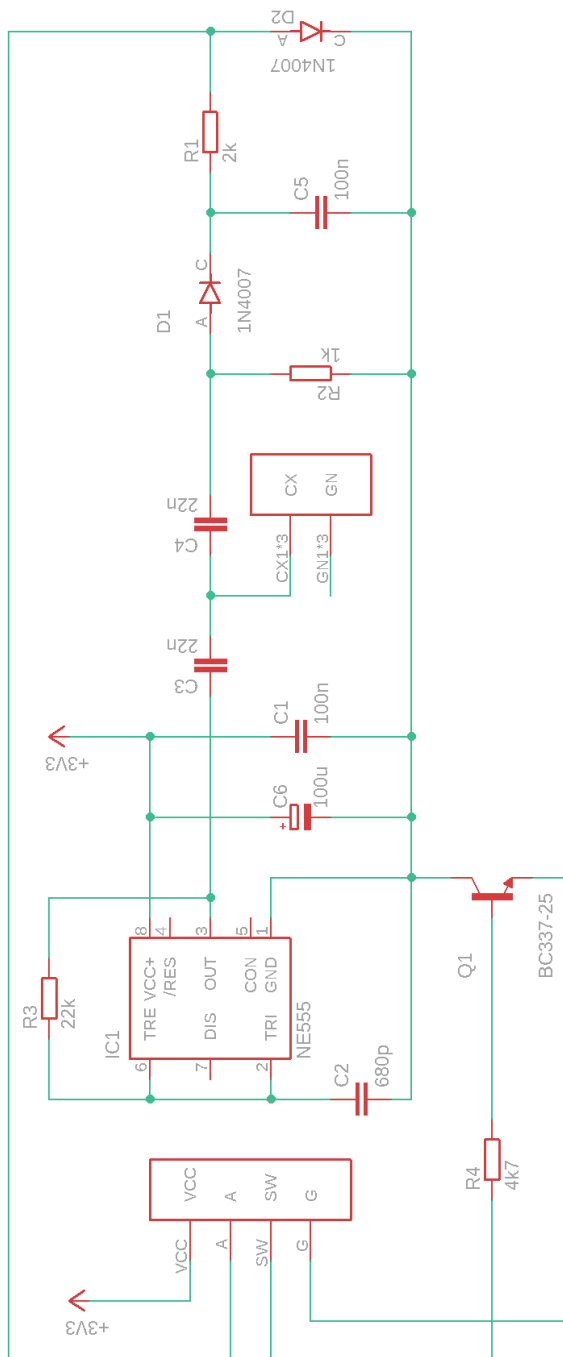 D2
A
C
1N4007
R1
2k
C5
100n
C
A
D1
1N4007
1k
R2
CX
GN
CX1*3
GN1*3
22n
C4
22n
C3
C1
100n
+3V3
C6
100u
+
8
4
3
5
1
VCC+
/RES
OUT
CON
GND
TRE
DIS
TRI
IC1
NE555
R3
22k
6
7
2
C2
680p
Q1
BC337-25
R4
4k7
VCC
A
SW
G
VCC
A
SW
G
+3V3